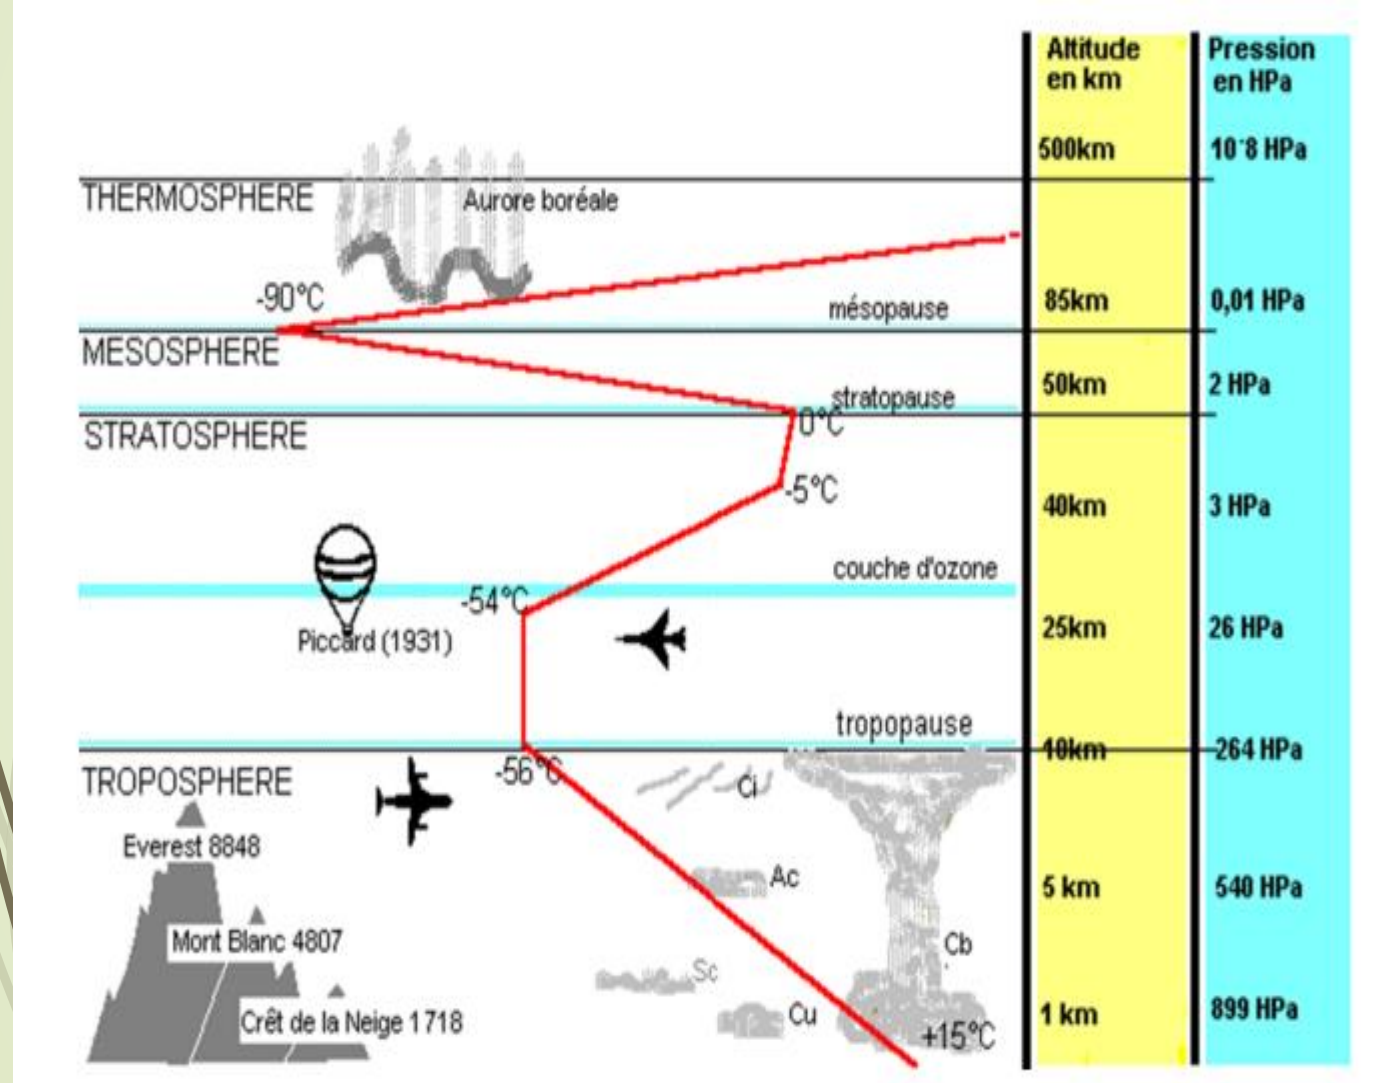 Altitude
en km
Pression
en HPa
500km
10⁻8 HPa
THERMOSPHERE
Aurore boréale
-90°C
mésopause
85km
0,01 HPa
MESOSPHERE
stratopause
50km
2 HPa
0°C
STRATOSPHERE
-5°C
40km
3 HPa
couche d'ozone
-54°C
Piccard (1931)
25km
26 HPa
tropopause
10km
264 HPa
-56°C
TROPOSPHERE
Ci
Everest 8848
Ac
5 km
540 HPa
Mont Blanc 4807
Cb
Sc
Crêt de la Neige 1718
Cu
1 km
899 HPa
+15°C